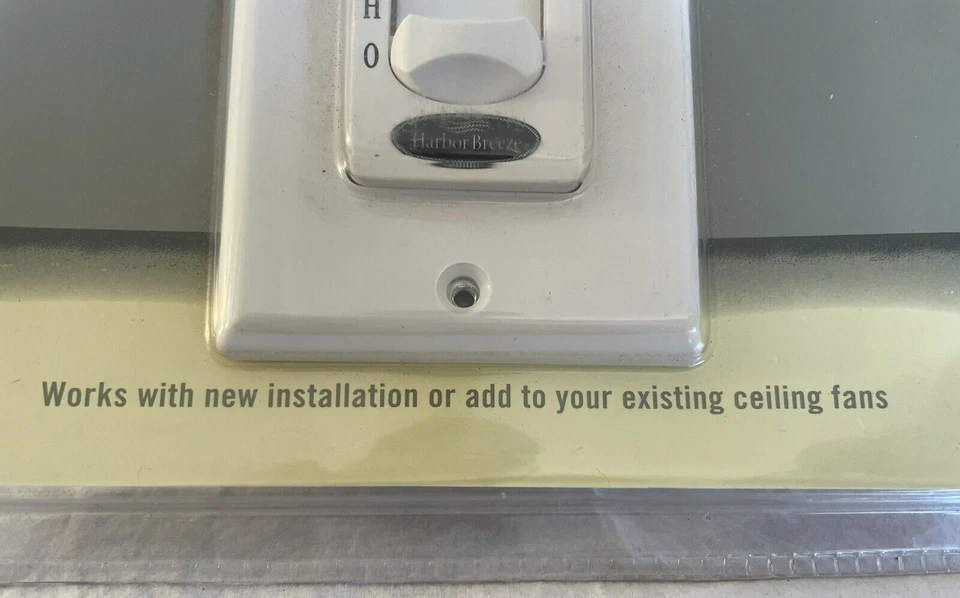 H
O
Harbor Breeze
Works with new installation or add to your existing ceiling fans